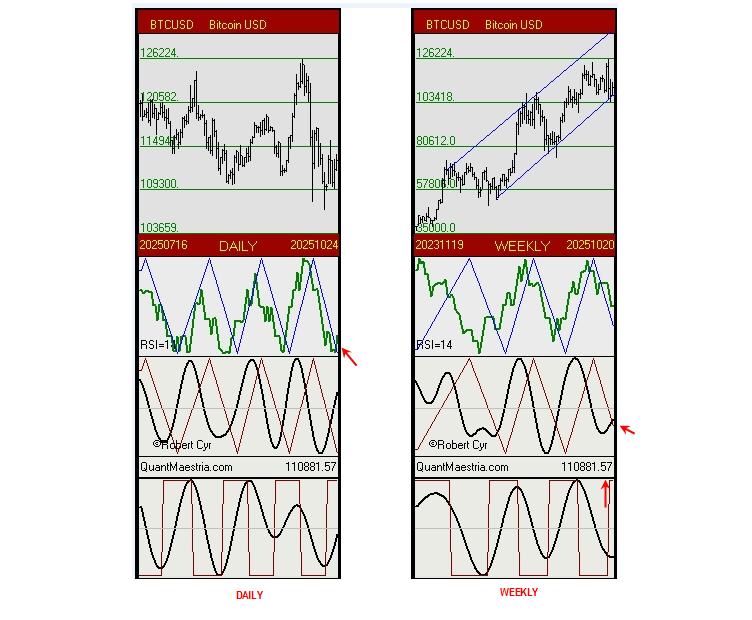 BTCUSD Bitcoin USD
126224.
120582.
114941
109300.
103659.
20250716 DAILY 20251024
RSI=14
©Robert Cyr
QuantMaestria.com 110881.57
DAILY
BTCUSD Bitcoin USD
126224.
103418.
80612.0
57806.0
35000.0
20231119 WEEKLY 20251020
RSI=14
©Robert Cyr
QuantMaestria.com 110881.57
WEEKLY